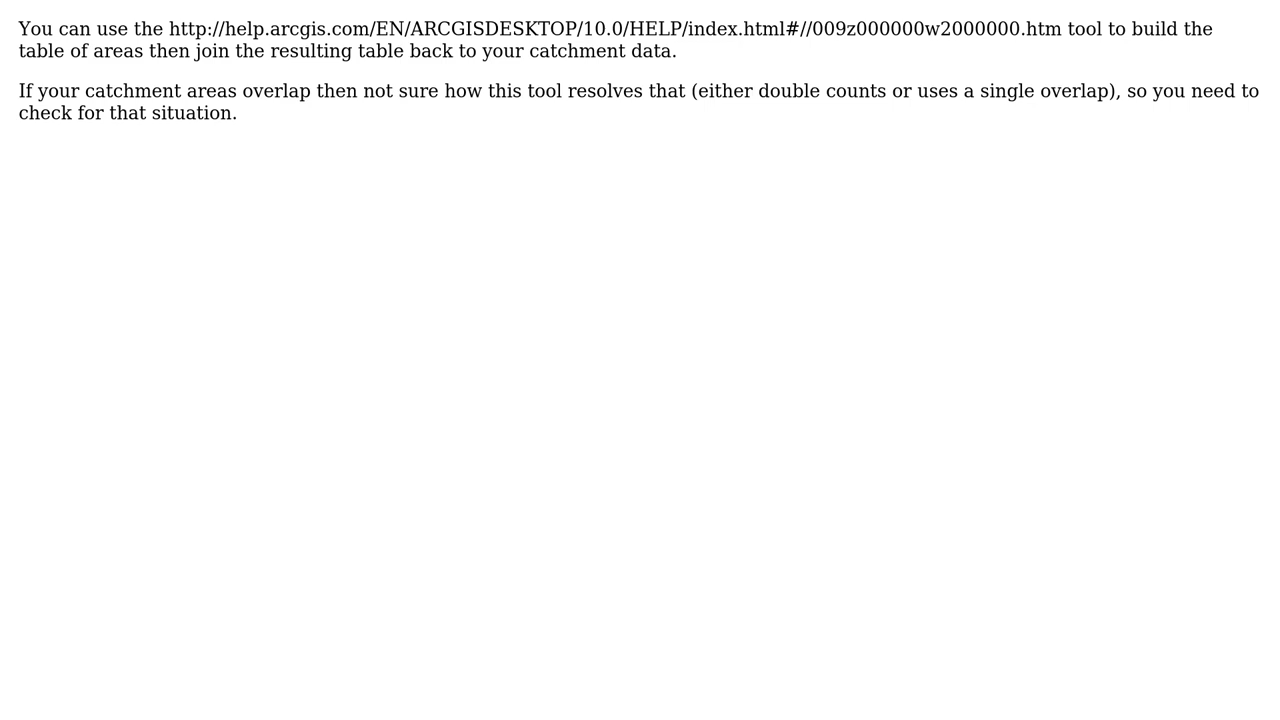 You can use the http://help.arcgis.com/EN/ARCGISDESKTOP/10.0/HELP/index.html#//009z000000w2000000.htm tool to build the
table of areas then join the resulting table back to your catchment data.
If your catchment areas overlap then not sure how this tool resolves that (either double counts or uses a single overlap), so you need to
check for that situation.